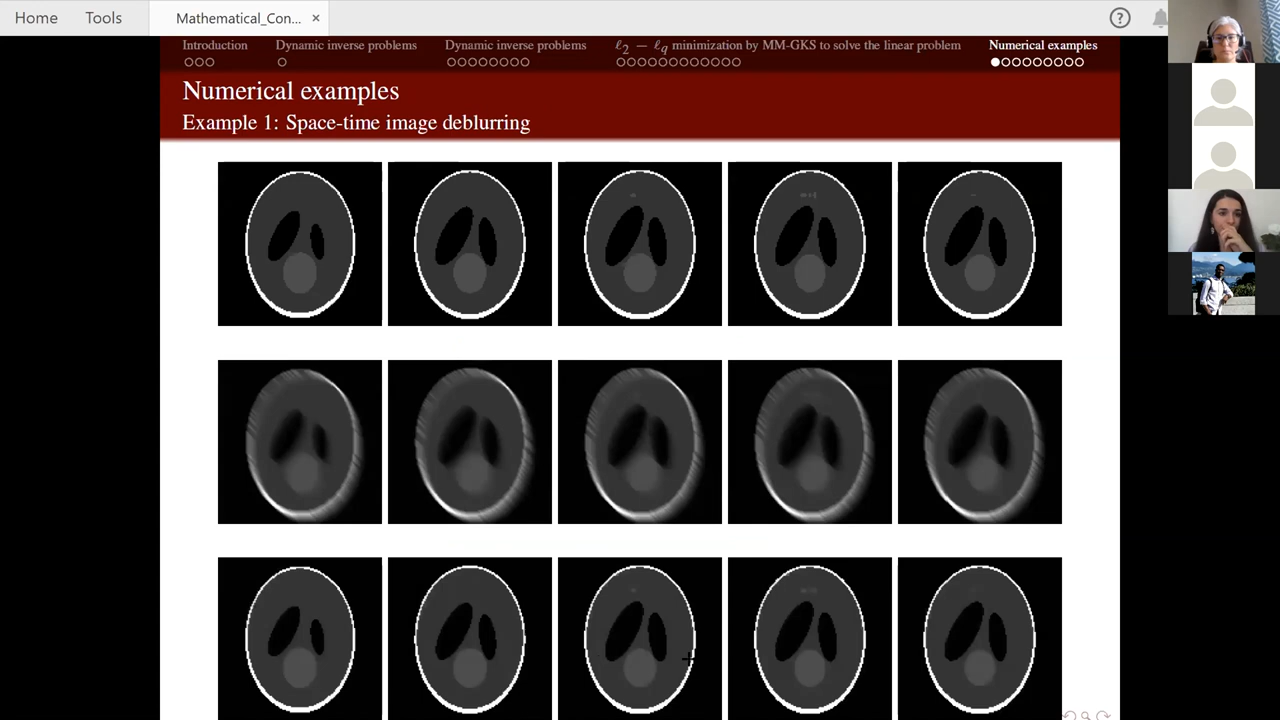 Home Tools Mathematical_Con... × ?
Introduction Dynamic inverse problems Dynamic inverse problems ℓ₂ − ℓq minimization by MM-GKS to solve the linear problem Numerical examples
Numerical examples
Example 1: Space-time image deblurring